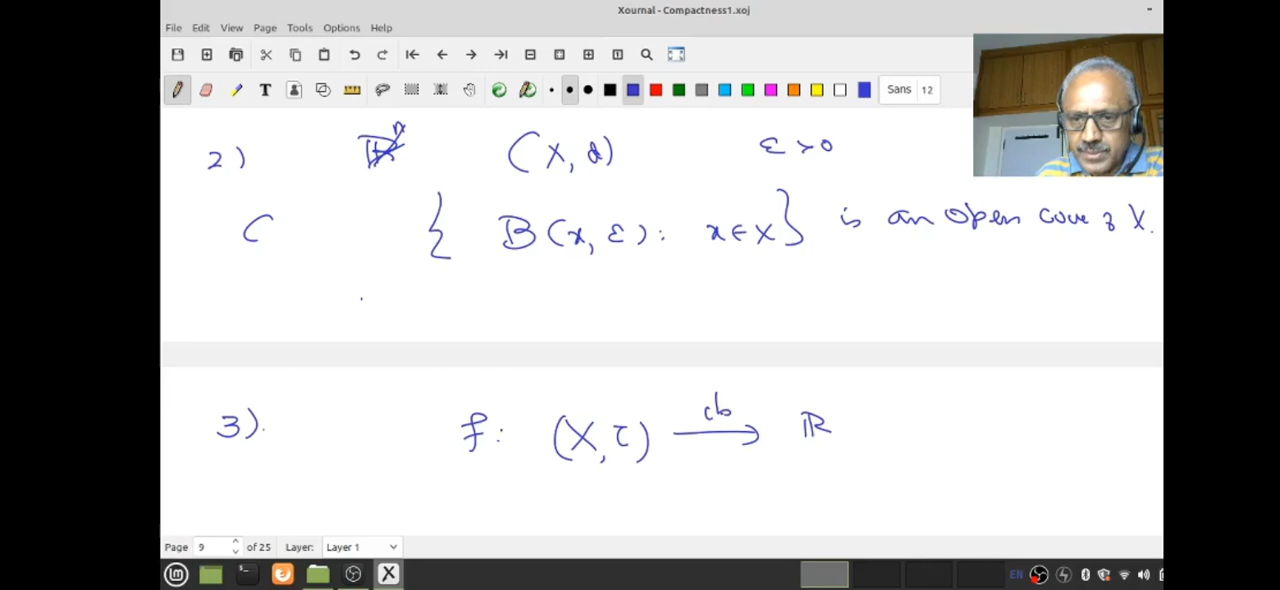 Xournal - Compactness1.xoj
File Edit View Page Tools Options Help
Sans 12
2) (X, d) ε > 0
C { B(x, ε) : x ∈ X } is an open cover of X.
3). f : (X, τ) → ℝ
Page 9 of 25 Layer: Layer 1
EN